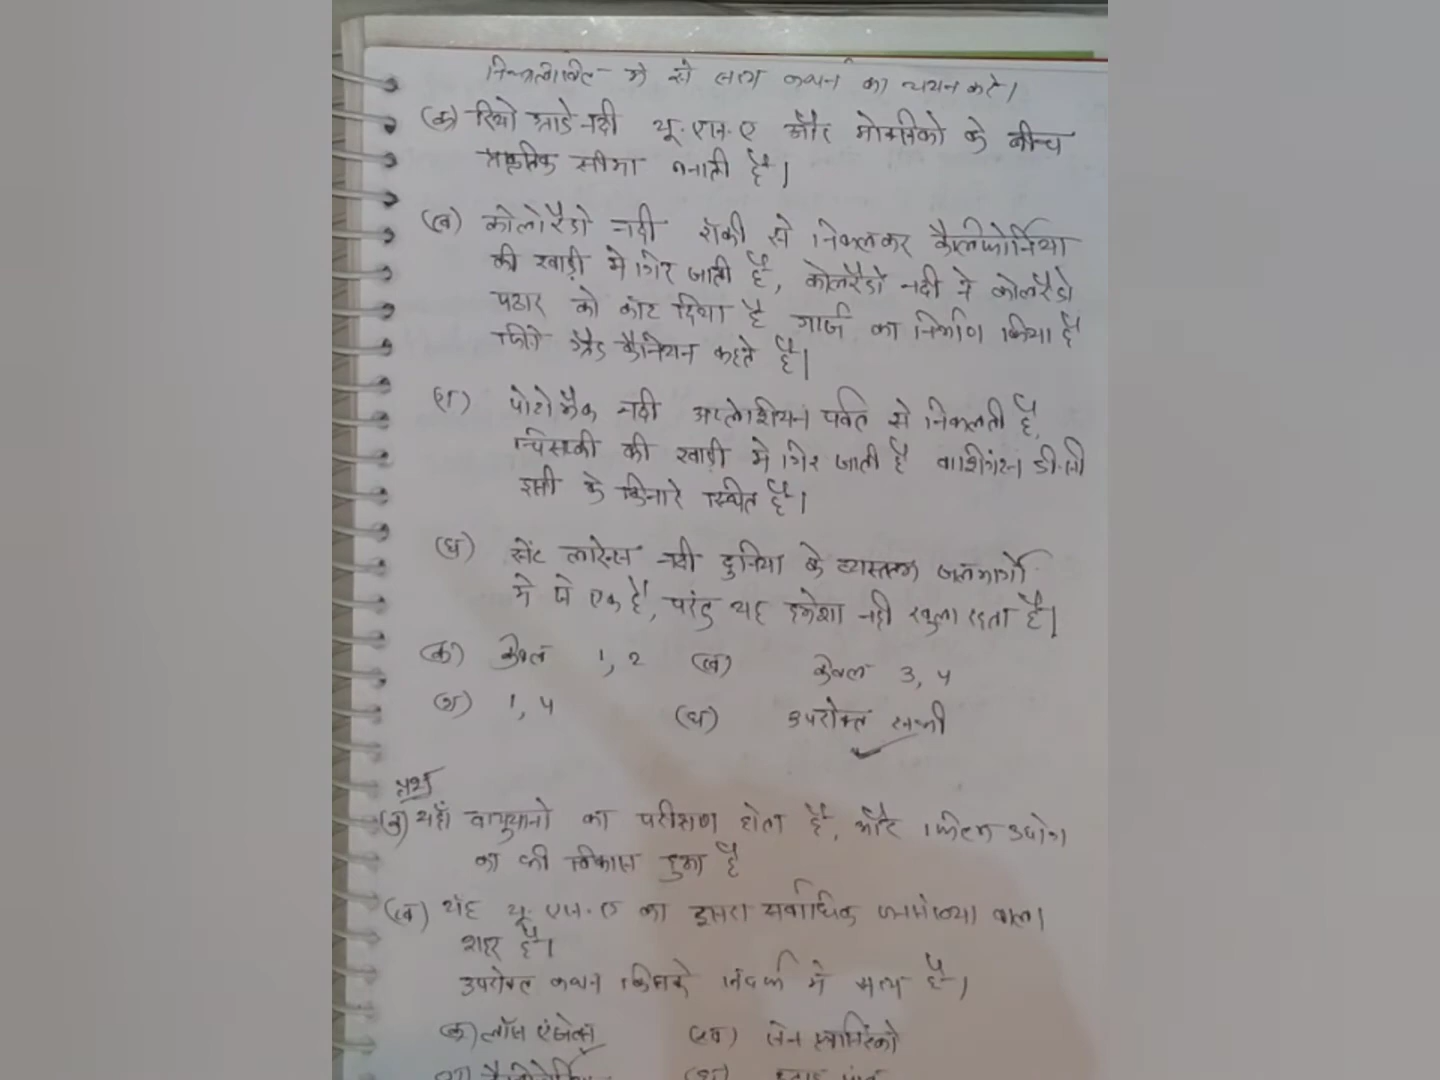 निम्नलिखित में से सत्य कथन का चयन करे।
(क) रियो ग्रांडे नदी यू.एस.ए और मेक्सिको के बीच
प्राकृतिक सीमा बनाती है।
(ख) कोलोरैडो नदी रॉकी से निकलकर कैलिफोर्निया
की खाड़ी मे गिर जाती है, कोलरैडो नदी ने कोलरैडो
पठार को काट दिया है गार्ज का निर्माण किया है
जिसे ग्रैंड कैनियन कहते है।
(ग) पोटोमैक नदी अप्लेशियन पर्वत से निकलती है,
चिसपकी की खाड़ी मे गिर जाती है वाशिंगटन डी.सी
इसी के किनारे स्थित है।
(घ) सेंट लारेन्स नदी दुनिया के व्यस्ततम जलमार्गो
मे से एक है, परंतु यह हमेशा नही खुला रहता है।
(क) केवल 1, 2 (ख) केवल 3, 4
(ग) 1, 4 (घ) उपरोक्त सभी
प्रश्न
(क) यहाँ वायुयानो का परीक्षण होता है, और फिल्म उद्योग
का भी विकास हुआ है
(ख) यह यू.एस.ए का दूसरा सर्वाधिक जनसंख्या वाला
शहर है।
उपरोक्त कथन किसके संदर्भ मे सत्य है।
(क) लॉस एंजेल्स (ख) सेन फ्रांसिस्को
(ग) (घ)